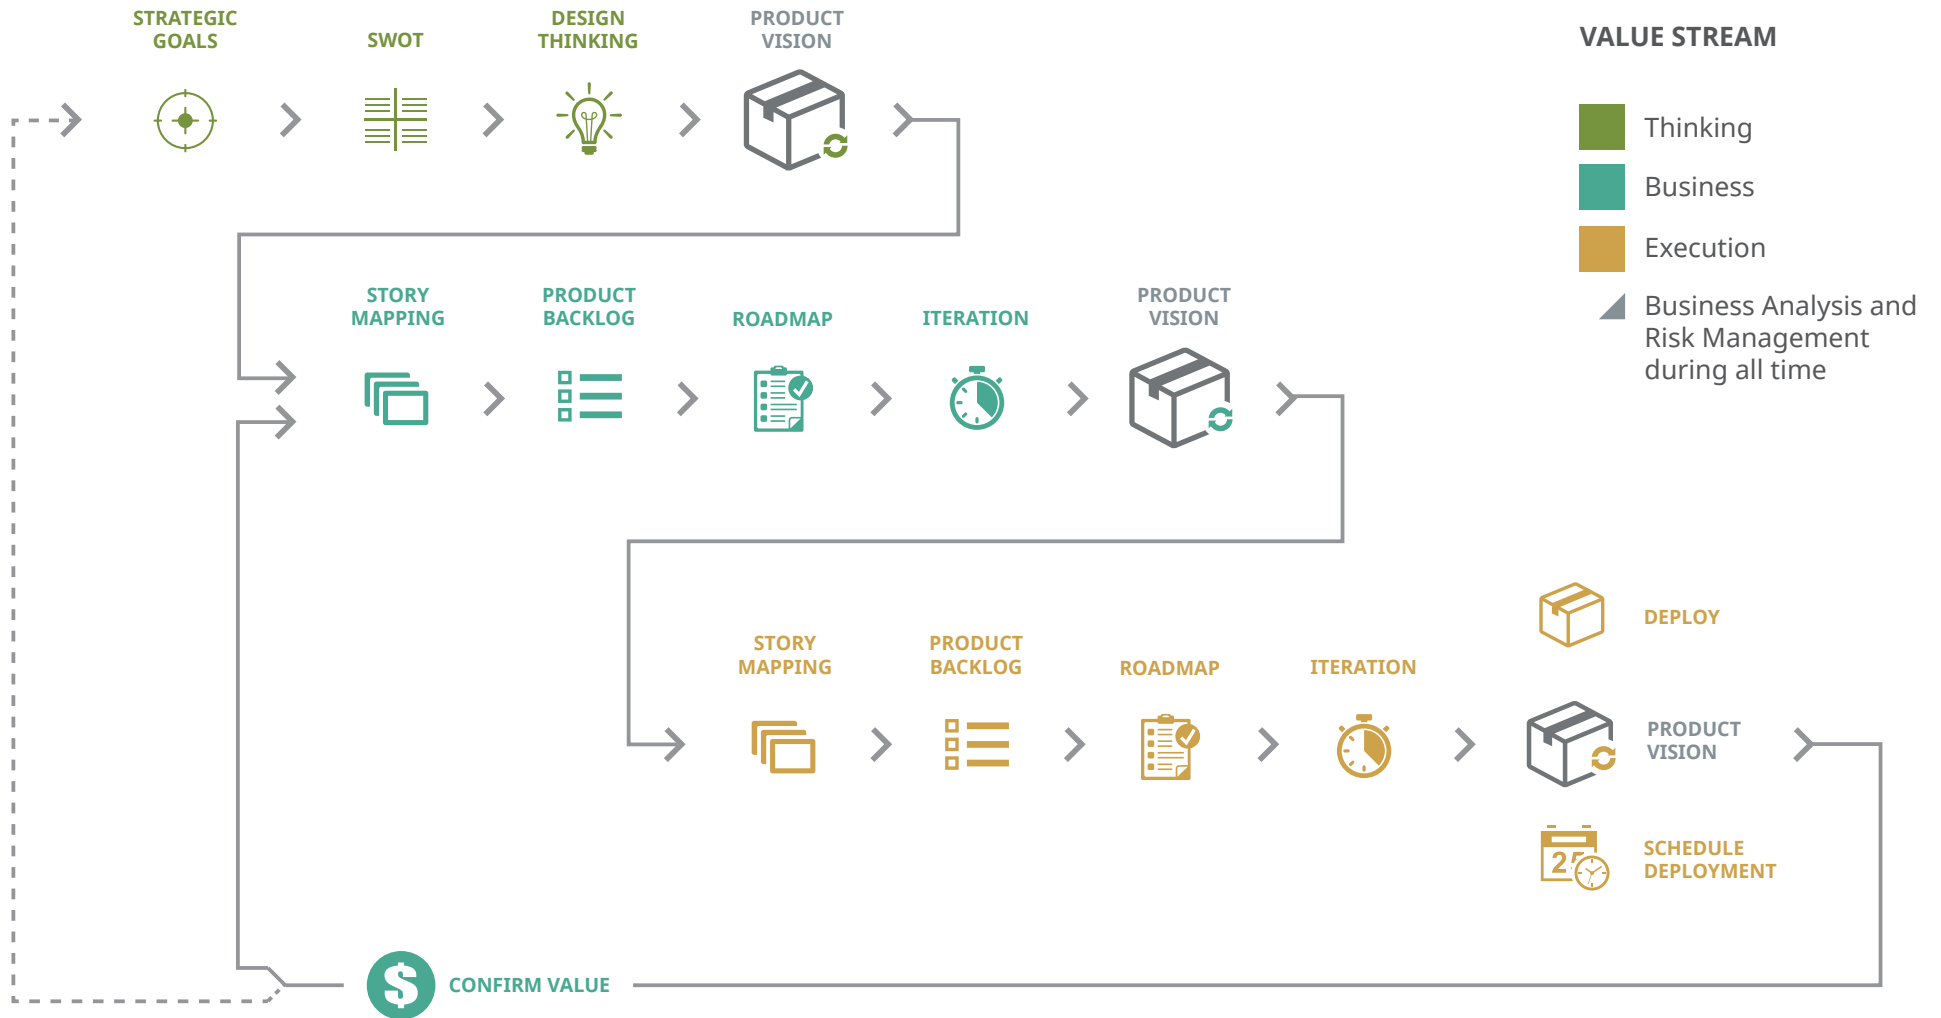 STRATEGIC
GOALS
SWOT
DESIGN
THINKING
PRODUCT
VISION
VALUE STREAM
Thinking
Business
Execution
Business Analysis and
Risk Management
during all time
STORY
MAPPING
PRODUCT
BACKLOG
ROADMAP
ITERATION
PRODUCT
VISION
STORY
MAPPING
PRODUCT
BACKLOG
ROADMAP
ITERATION
DEPLOY
PRODUCT
VISION
25
SCHEDULE
DEPLOYMENT
$
CONFIRM VALUE